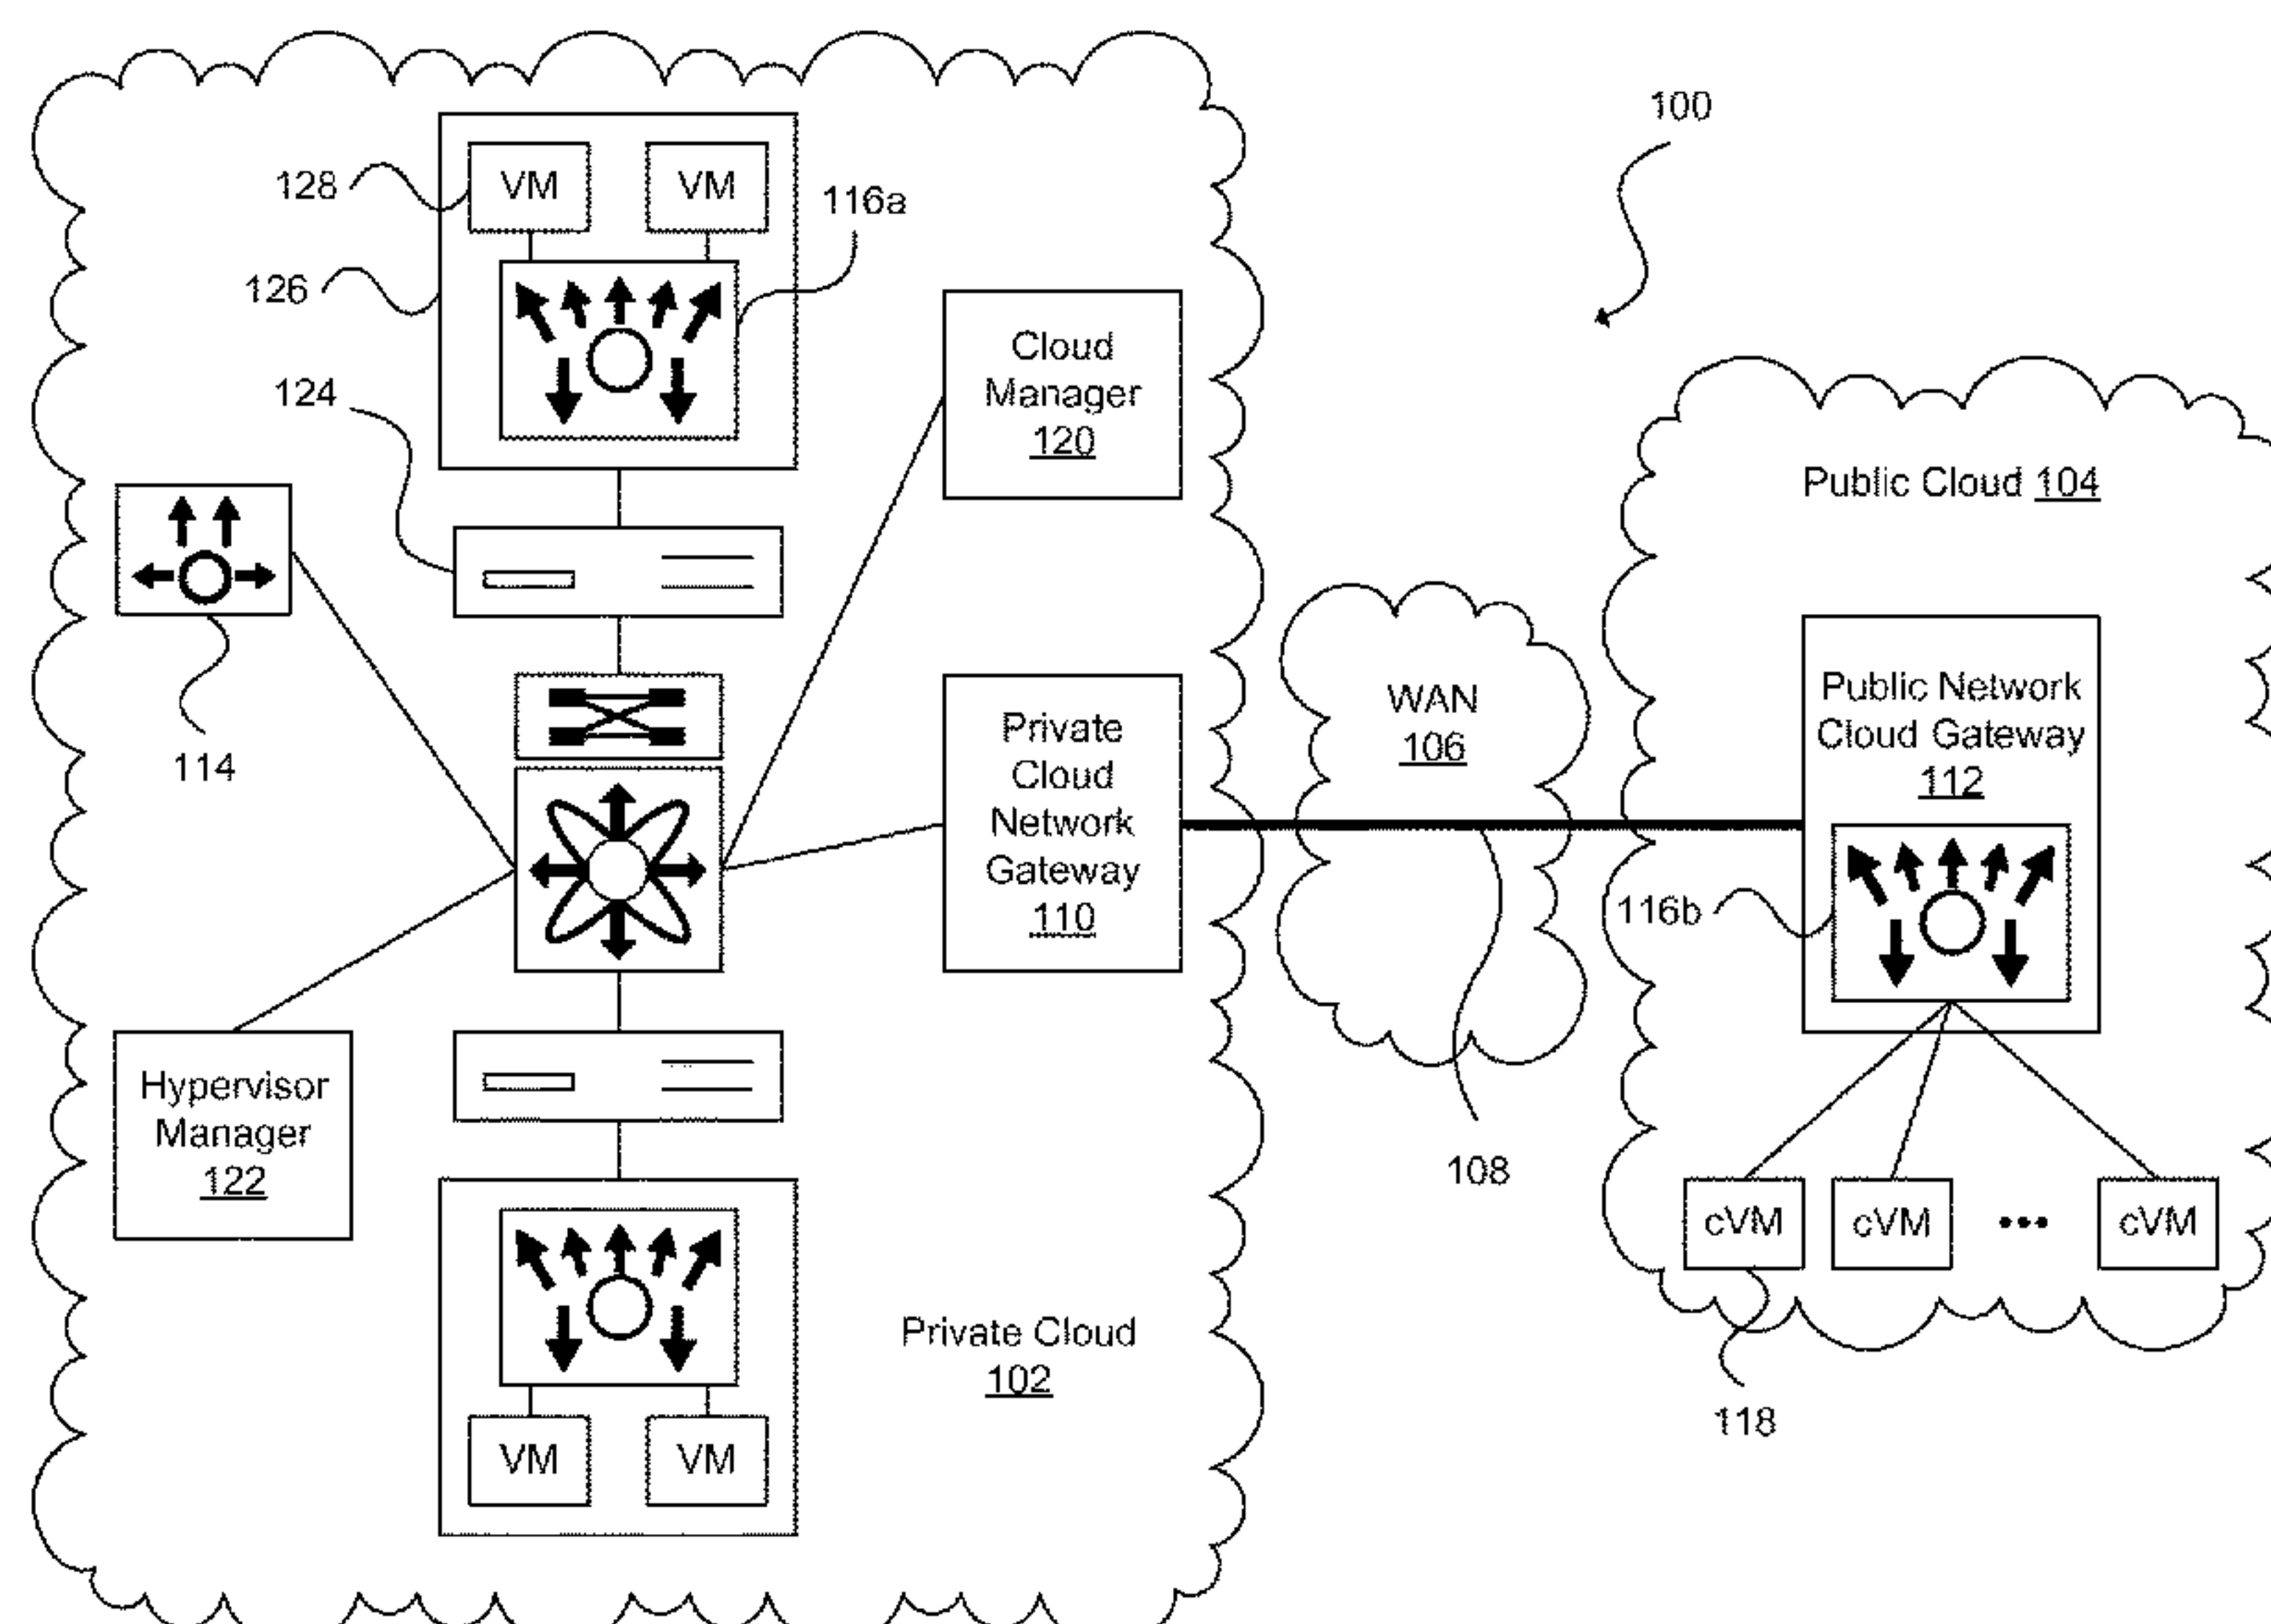 100
128
VM
VM
116a
126
124
Cloud
Manager
120
Public Cloud 104
114
Private
Cloud
Network
Gateway
110
WAN
106
Public Network
Cloud Gateway
112
116b
Hypervisor
Manager
122
108
cVM
cVM
•••
cVM
118
Private Cloud
102
VM
VM